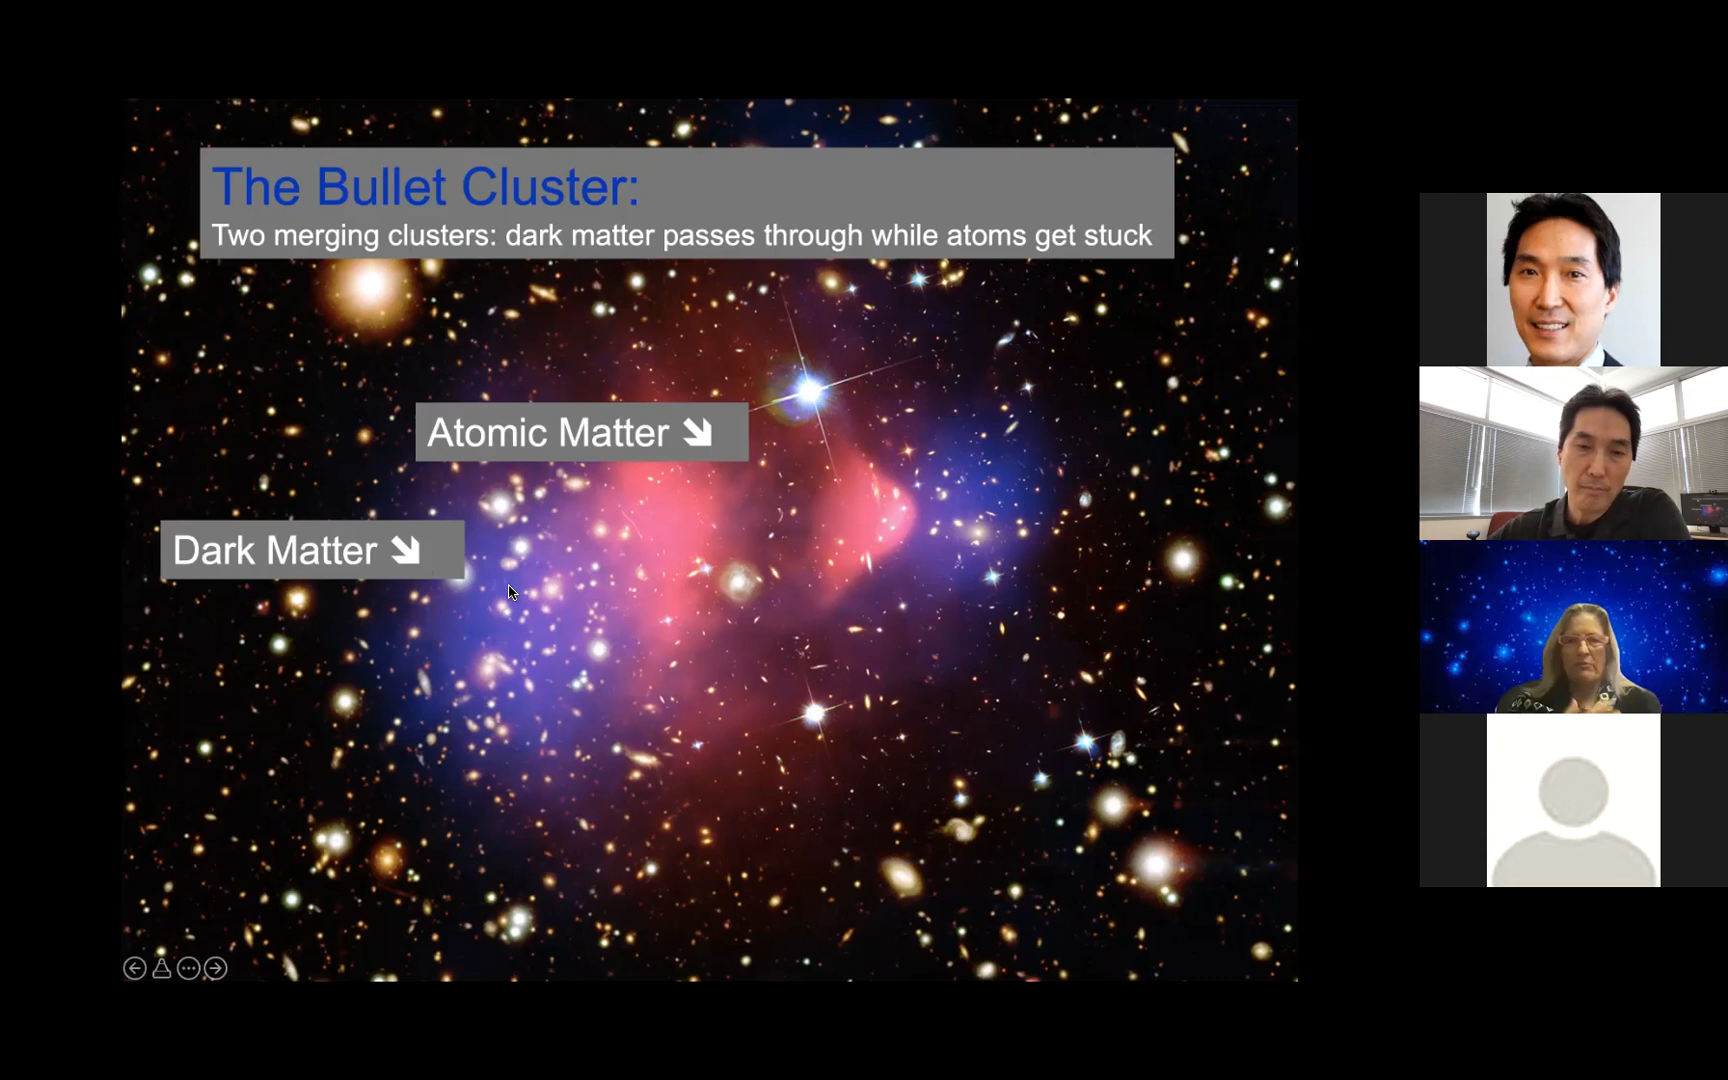 The Bullet Cluster:
Two merging clusters: dark matter passes through while atoms get stuck
Atomic Matter ⬊
Dark Matter ⬊